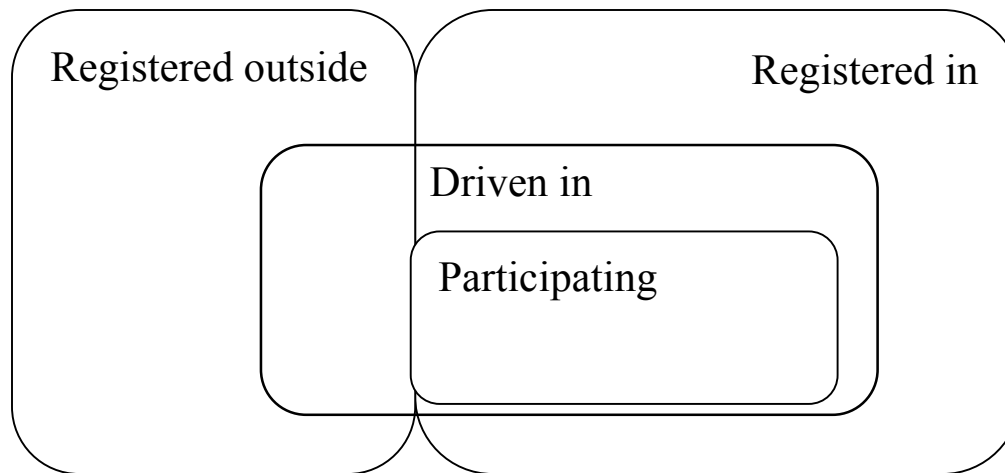 Registered outside
Registered in
Driven in
Participating